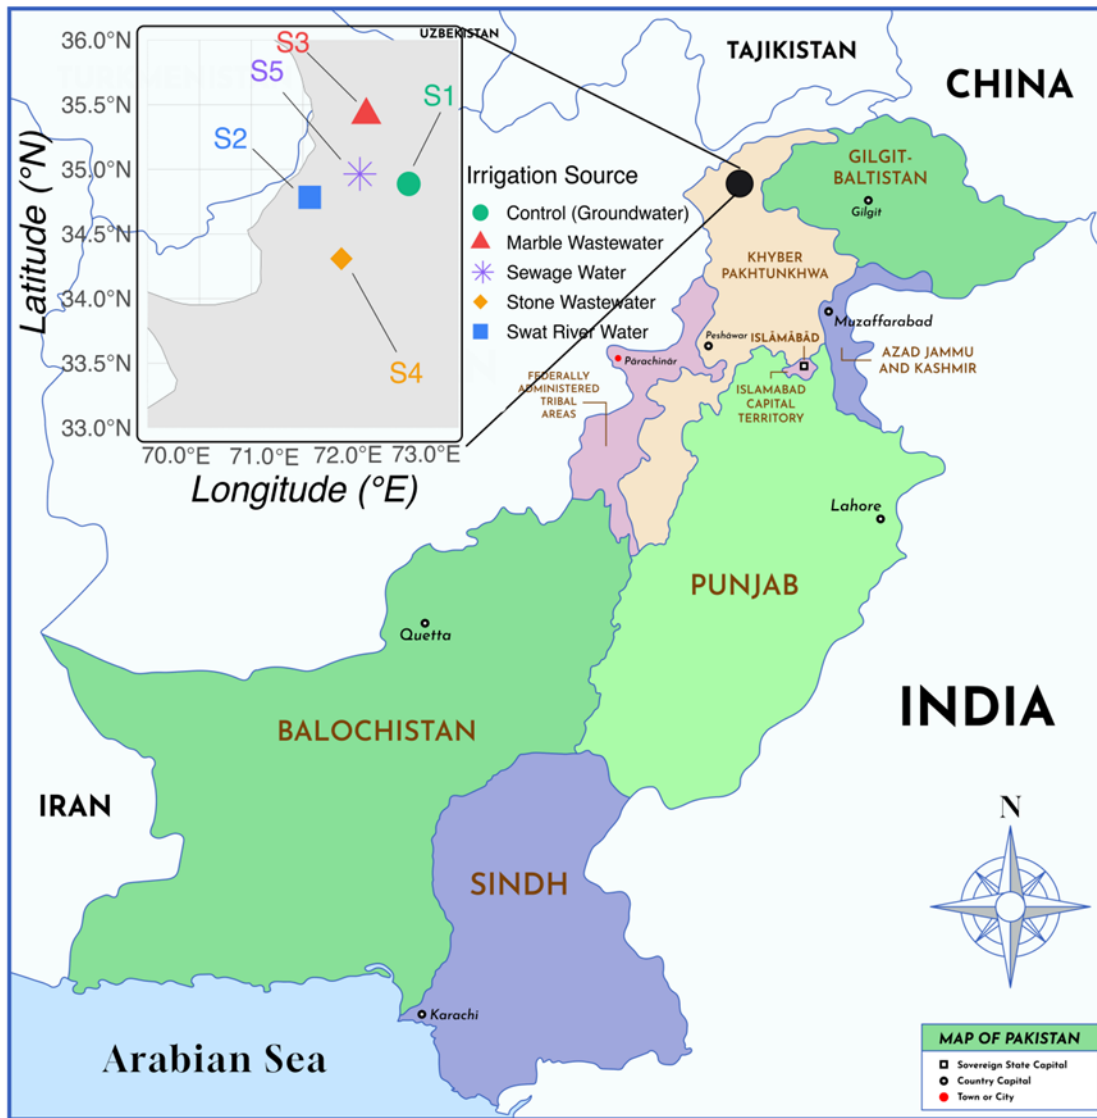 36.0°N
35.5°N
35.0°N
34.5°N
34.0°N
33.5°N
33.0°N
Latitude (°N)
70.0°E
71.0°E
72.0°E
73.0°E
Longitude (°E)
S3
S5
S1
S2
S4
Irrigation Source
Control (Groundwater)
Marble Wastewater
Sewage Water
Stone Wastewater
Swat River Water
UZBEKISTAN
TAJIKISTAN
CHINA
GILGIT-
BALTISTAN
Gilgit
KHYBER
PAKHTUNKHWA
Muzaffarabad
Peshāwar
ISLĀMĀBĀD
Pārachinār
AZAD JAMMU
AND KASHMIR
FEDERALLY
ADMINISTERED
TRIBAL
AREAS
ISLAMABAD
CAPITAL
TERRITORY
Lahore
PUNJAB
Quetta
BALOCHISTAN
INDIA
IRAN
SINDH
N
Karachi
Arabian Sea
MAP OF PAKISTAN
Sovereign State Capital
Country Capital
Town or City